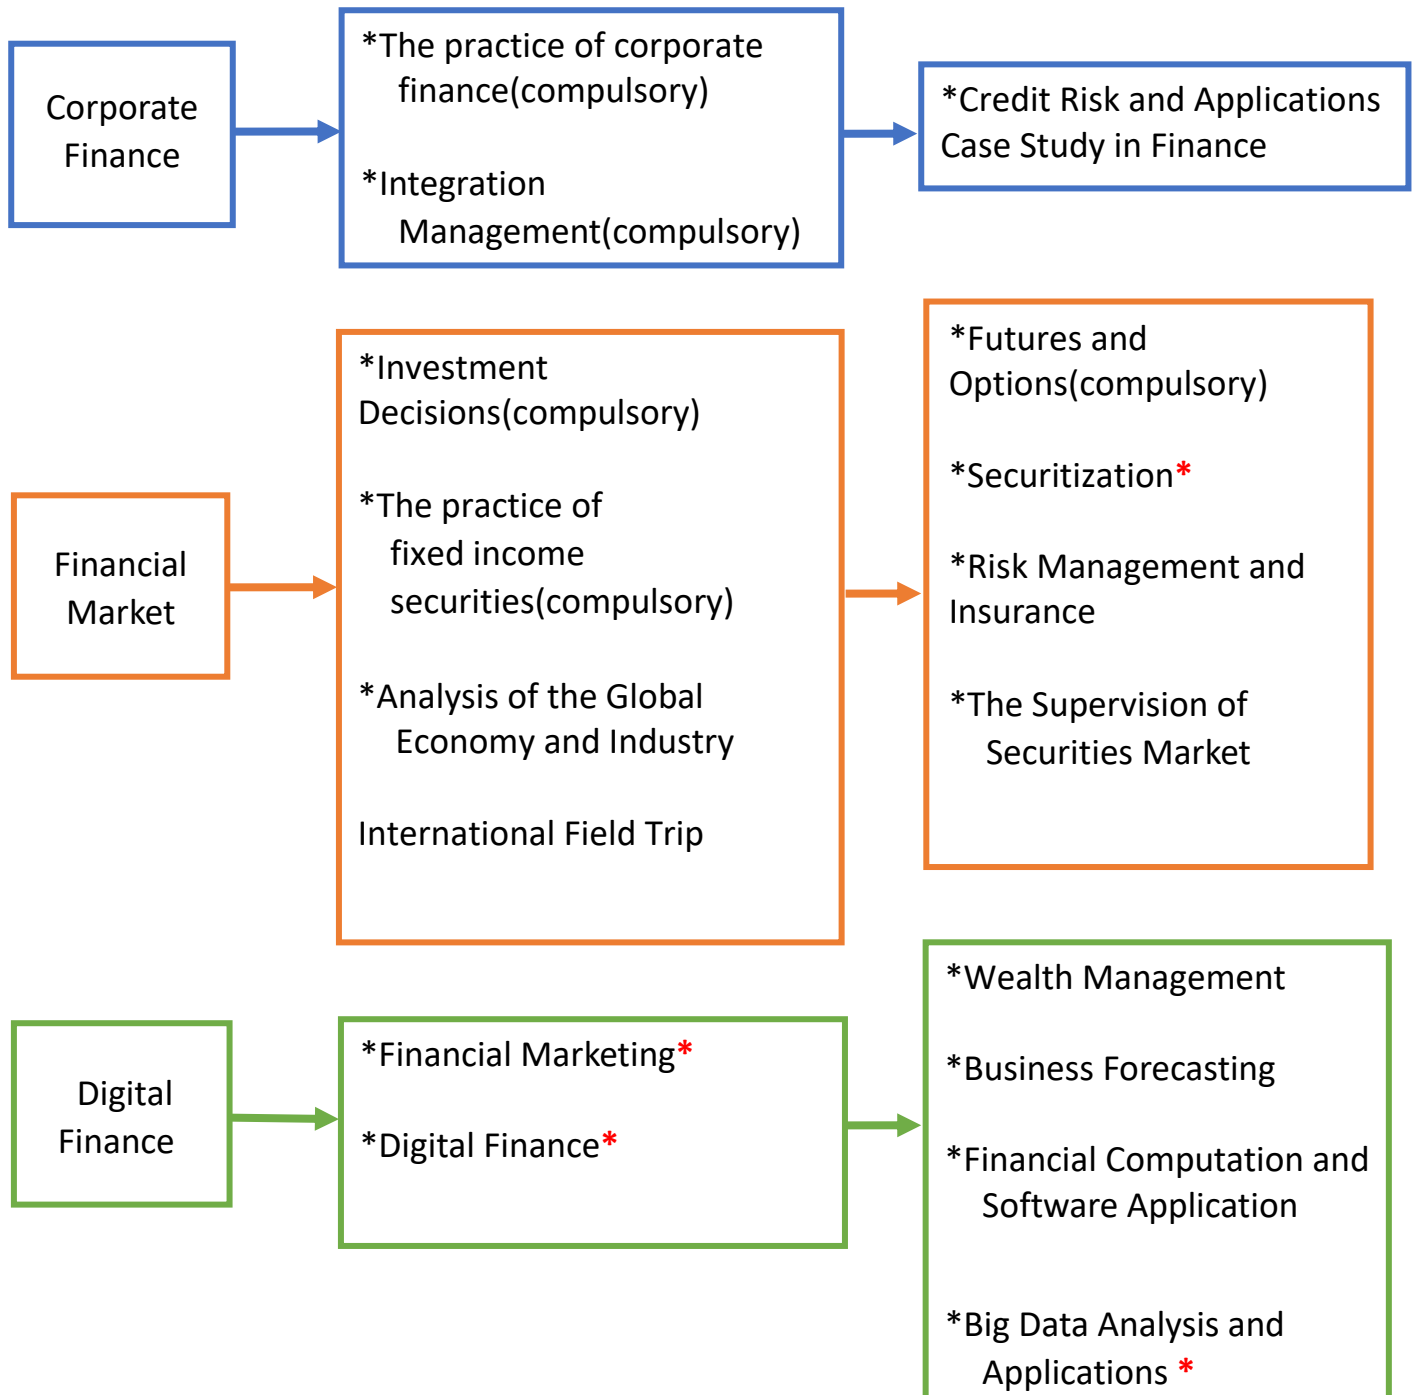 Corporate
Finance
*The practice of corporate
finance(compulsory)
*Integration
Management(compulsory)
*Credit Risk and Applications
Case Study in Finance
Financial
Market
*Investment
Decisions(compulsory)
*The practice of
fixed income
securities(compulsory)
*Analysis of the Global
Economy and Industry
International Field Trip
*Futures and
Options(compulsory)
*Securitization*
*Risk Management and
Insurance
*The Supervision of
Securities Market
Digital
Finance
*Financial Marketing*
*Digital Finance*
*Wealth Management
*Business Forecasting
*Financial Computation and
Software Application
*Big Data Analysis and
Applications *